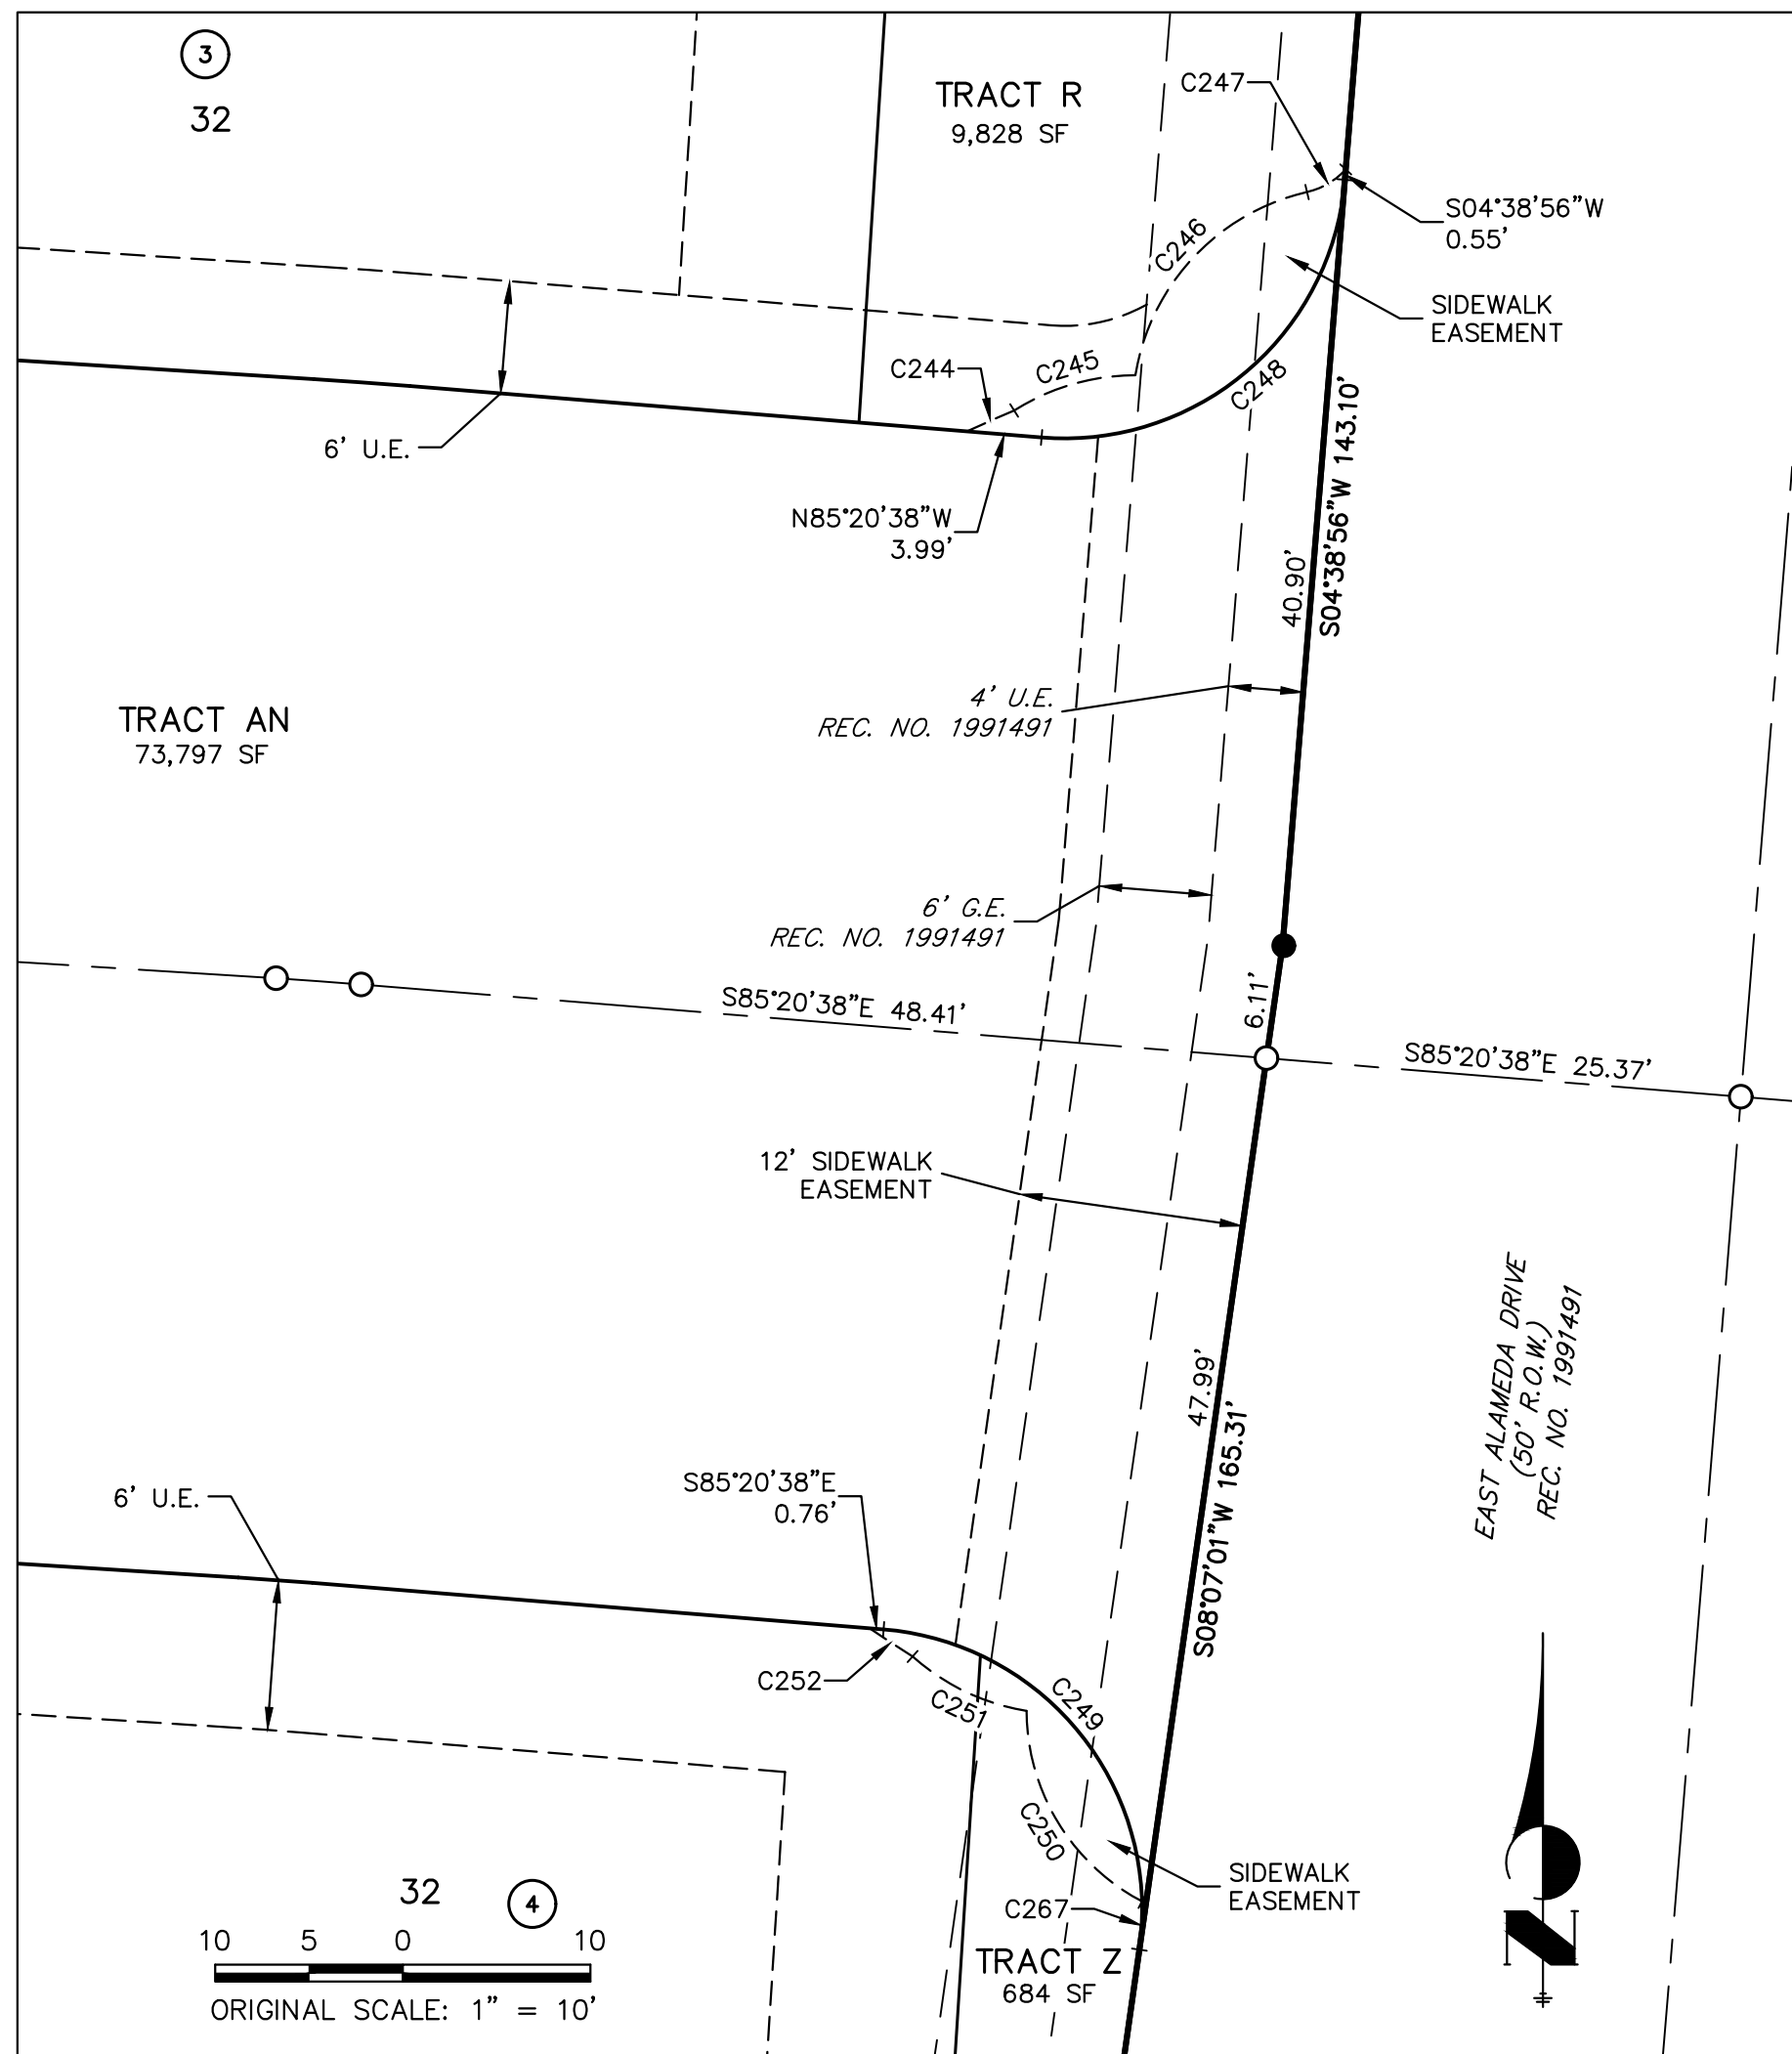 3
32
TRACT R
9,828 SF
C247
S04°38'56"W
0.55'
C246
SIDEWALK
EASEMENT
C244
C245
C248
6' U.E.
N85°20'38"W
3.99'
40.90'
S04°38'56"W 143.10'
4' U.E.
REC. NO. 1991491
TRACT AN
73,797 SF
6' G.E.
REC. NO. 1991491
S85°20'38"E 48.41'
6.11'
S85°20'38"E 25.37'
12' SIDEWALK
EASEMENT
EAST ALAMEDA DRIVE
(50' R.O.W.)
REC. NO. 1991491
47.99'
S08°07'01"W 165.31'
S85°20'38"E
0.76'
6' U.E.
C252
C251
C249
C250
SIDEWALK
EASEMENT
C267
TRACT Z
684 SF
32
4
10 5 0 10
ORIGINAL SCALE: 1" = 10'
N